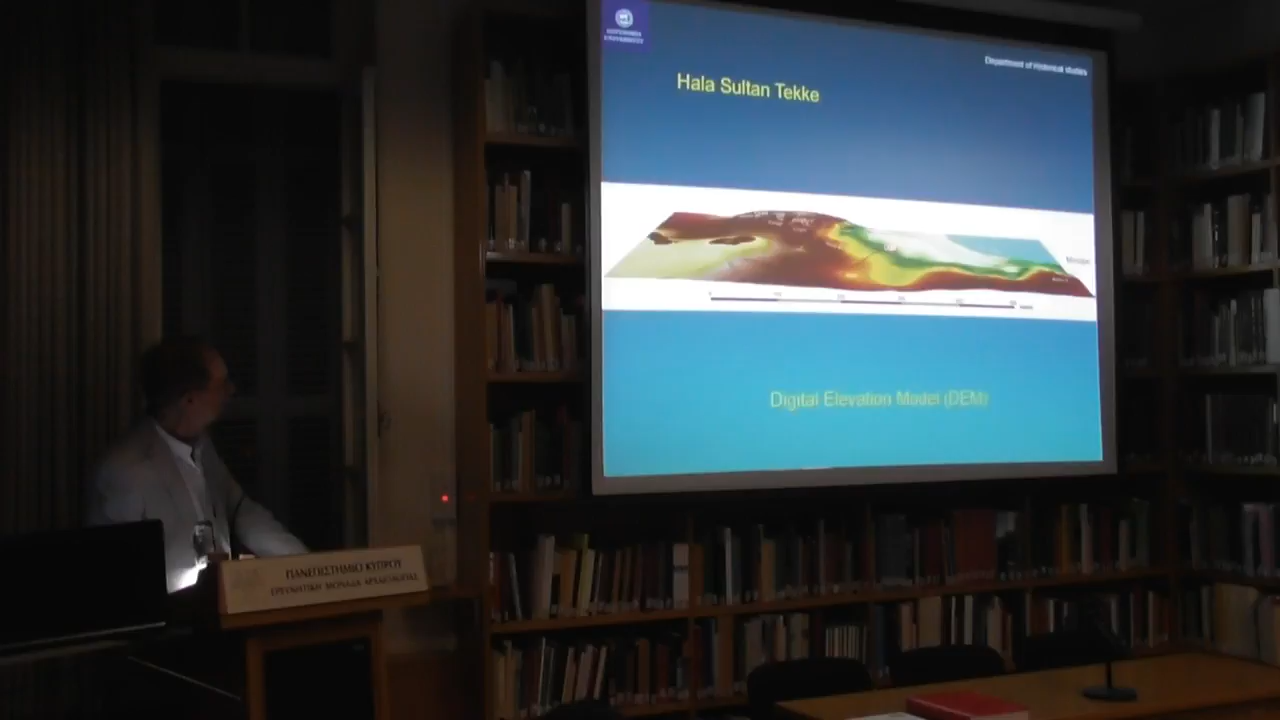 Department of Historical studies
Hala Sultan Tekke
Digital Elevation Model (DEM)
ΠΑΝΕΠΙΣΤΗΜΙΟ ΚΥΠΡΟΥ
ΕΡΕΥΝΗΤΙΚΗ ΜΟΝΑΔΑ ΑΡΧΑΙΟΛΟΓΙΑΣ